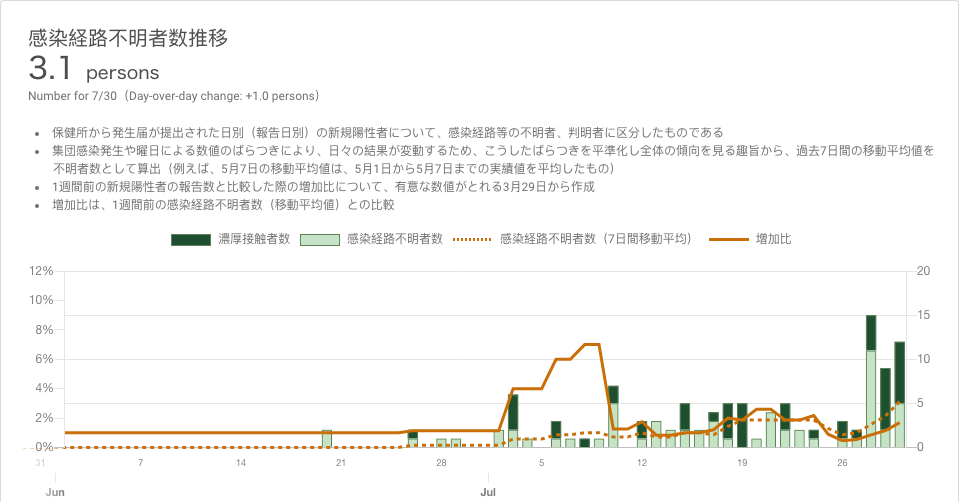 感染経路不明者数推移
3.1 persons
Number for 7/30（Day-over-day change: +1.0 persons）
• 保健所から発生届が提出された日別（報告日別）の新規陽性者について、感染経路等の不明者、判明者に区分したものである
• 集団感染発生や曜日による数値のばらつきにより、日々の結果が変動するため、こうしたばらつきを平準化し全体の傾向を見る趣旨から、過去7日間の移動平均値を
不明者数として算出（例えば、5月7日の移動平均値は、5月1日から5月7日までの実績値を平均したもの）
• 1週間前の新規陽性者の報告数と比較した際の増加比について、有意な数値がとれる3月29日から作成
• 増加比は、1週間前の感染経路不明者数（移動平均値）との比較
濃厚接触者数 感染経路不明者数 感染経路不明者数（7日間移動平均） 増加比
12% 20
10% 15
8%
6% 10
4% 5
2%
0% 0
31 7 14 21 28 5 12 19 26
Jun Jul